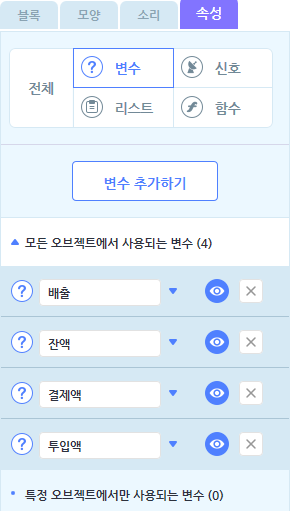 블록 모양 소리 속성
전체
변수 신호
리스트 함수
변수 추가하기
모든 오브젝트에서 사용되는 변수 (4)
배출
잔액
결제액
투입액
특정 오브젝트에서만 사용되는 변수 (0)